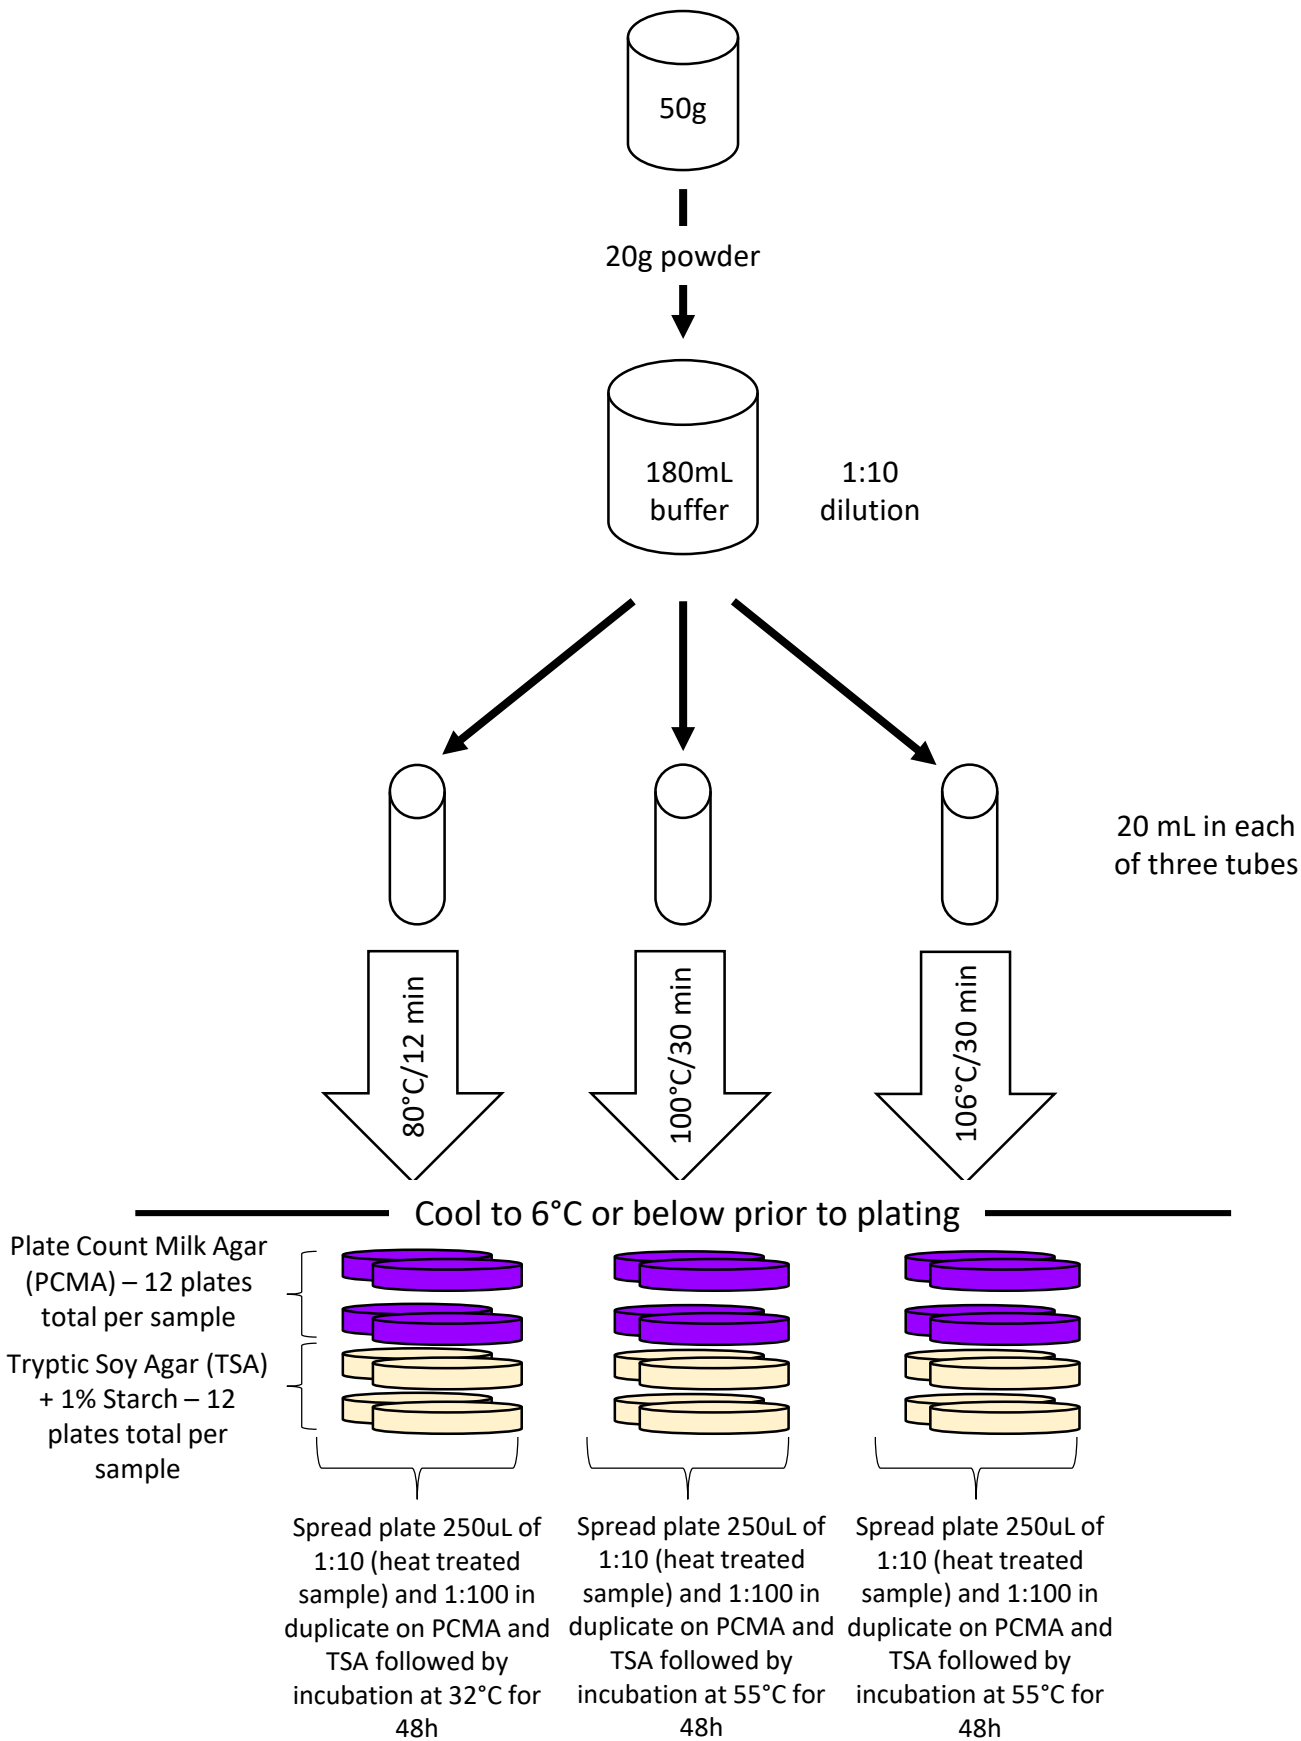 50g
20g powder
180mL
buffer
1:10
dilution
20 mL in each
of three tubes
80°C/12 min
100°C/30 min
106°C/30 min
Cool to 6°C or below prior to plating
Plate Count Milk Agar
(PCMA) – 12 plates
total per sample
Tryptic Soy Agar (TSA)
+ 1% Starch – 12
plates total per
sample
Spread plate 250uL of
1:10 (heat treated
sample) and 1:100 in
duplicate on PCMA and
TSA followed by
incubation at 32°C for
48h
Spread plate 250uL of
1:10 (heat treated
sample) and 1:100 in
duplicate on PCMA and
TSA followed by
incubation at 55°C for
48h
Spread plate 250uL of
1:10 (heat treated
sample) and 1:100 in
duplicate on PCMA and
TSA followed by
incubation at 55°C for
48h